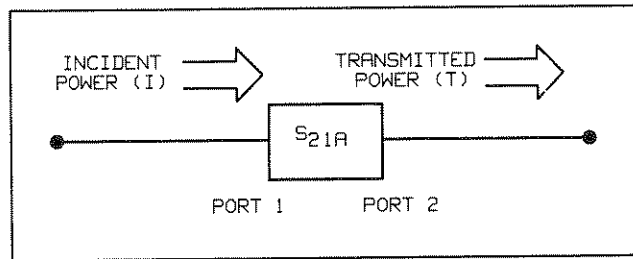 INCIDENT
POWER (I)
TRANSMITTED
POWER (T)
S21A
PORT 1
PORT 2